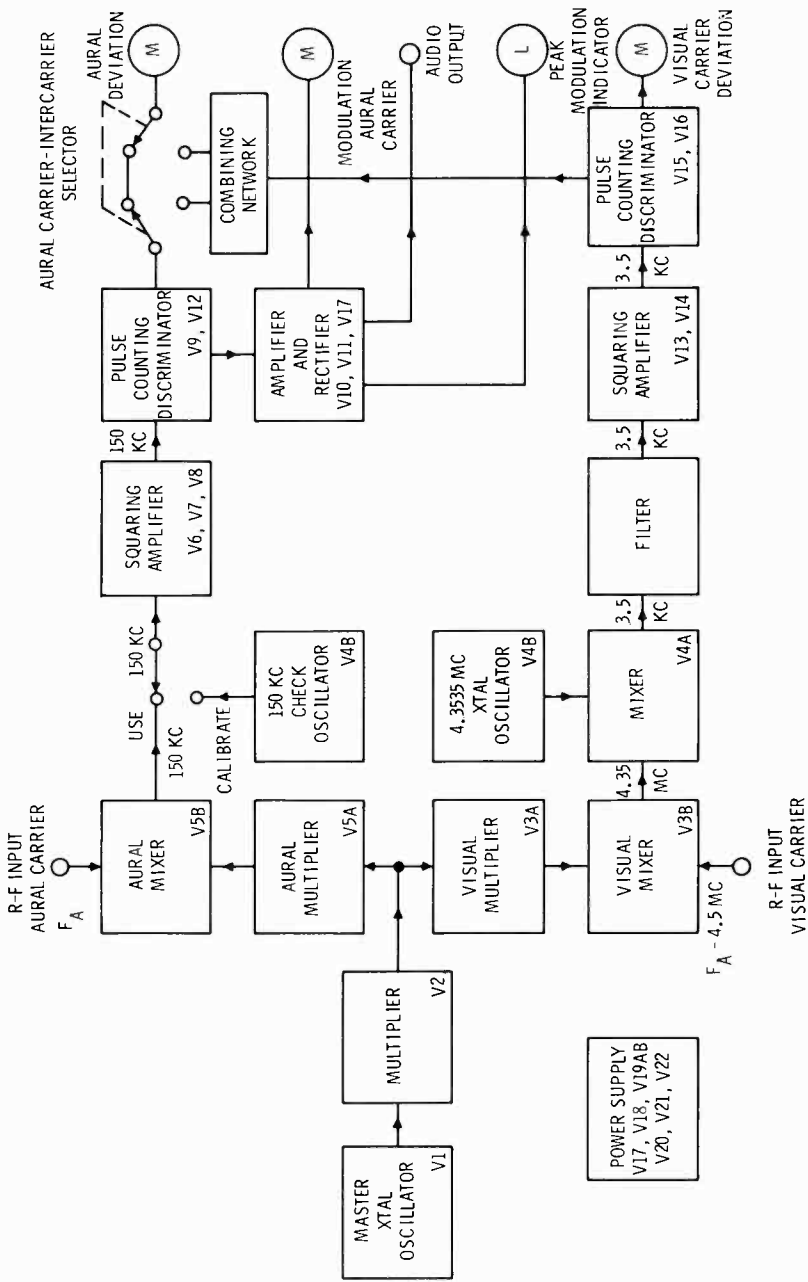 R-F INPUT
AURAL CARRIER
F A
AURAL
MIXER
V5B
USE
150 KC
150 KC
CALIBRATE
SQUARING
AMPLIFIER
V6, V7, V8
150
KC
PULSE
COUNTING
DISCRIMINATOR
V9, V12
AURAL CARRIER-INTERCARRIER
SELECTOR
AURAL
DEVIATION
M
COMBINING
NETWORK
AMPLIFIER
AND
RECTIFIER
V10, V11, V17
M
MODULATION
AURAL
CARRIER
AUDIO
OUTPUT
L
PEAK
MODULATION
INDICATOR
150 KC
CHECK
OSCILLATOR
V4B
AURAL
MULTIPLIER
V5A
MASTER
XTAL
OSCILLATOR
V1
MULTIPLIER
V2
VISUAL
MULTIPLIER
V3A
4.3535 MC
XTAL
OSCILLATOR
V4B
VISUAL
MIXER
V3B
4.35
MC
MIXER
V4A
3.5
KC
FILTER
3.5
KC
SQUARING
AMPLIFIER
V13, V14
3.5
KC
PULSE
COUNTING
DISCRIMINATOR
V15, V16
M
VISUAL
CARRIER
DEVIATION
F A - 4.5 MC
R-F INPUT
VISUAL CARRIER
POWER SUPPLY
V17, V18, V19AB
V20, V21, V22